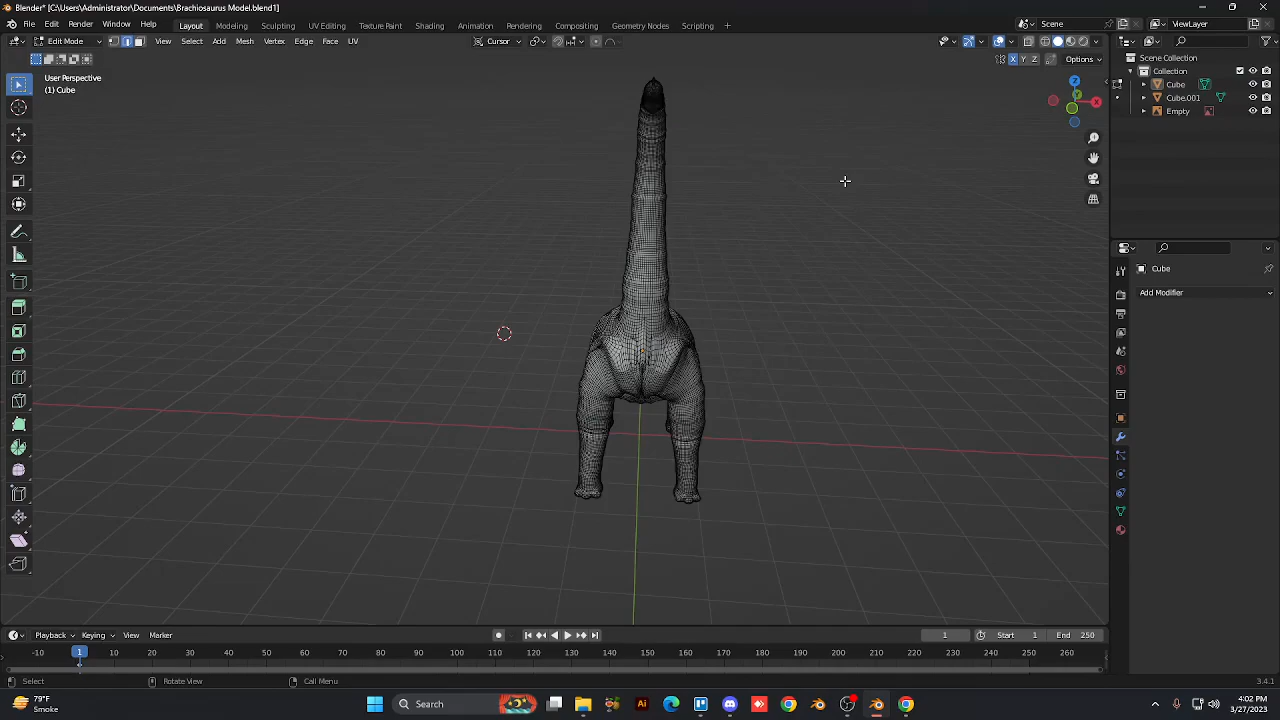 Blender* [C:\Users\Administrator\Documents\Brachiosaurus Model.blend1]
File Edit Render Window Help Layout Modeling Sculpting UV Editing Texture Paint Shading Animation Rendering Compositing Geometry Nodes Scripting + Scene ViewLayer
Edit Mode View Select Add Mesh Vertex Edge Face UV Cursor
X Y Z Options
User Perspective
(1) Cube
Scene Collection
Collection
Cube
Cube.001
Empty
Z
Y
X
Cube
Add Modifier
Playback Keying View Marker 1 Start 1 End 250
-10 1 10 20 30 40 50 60 70 80 90 100 110 120 130 140 150 160 170 180 190 200 210 220 230 240 250 260
Select Rotate View Call Menu 3.4.1
79°F
Smoke
Search
Ai
4:02 PM
3/27/2023